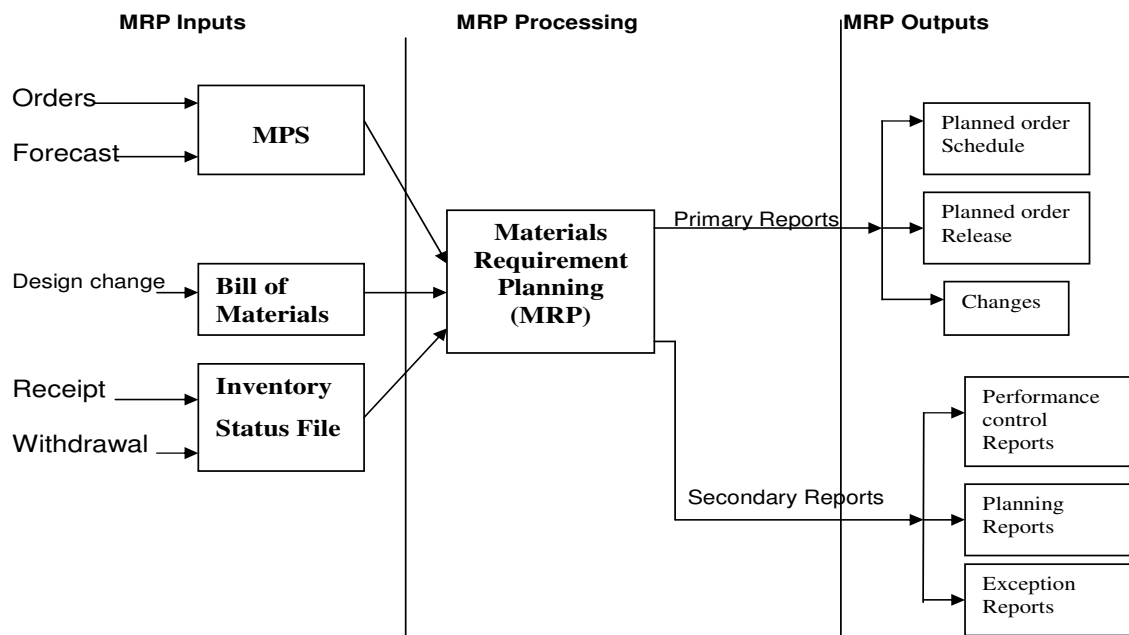 MRP Inputs
MRP Processing
MRP Outputs
Orders
Forecast
MPS
Design change
Bill of
Materials
Receipt
Withdrawal
Inventory
Status File
Materials
Requirement
Planning
(MRP)
Primary Reports
Planned order
Schedule
Planned order
Release
Changes
Secondary Reports
Performance
control
Reports
Planning
Reports
Exception
Reports